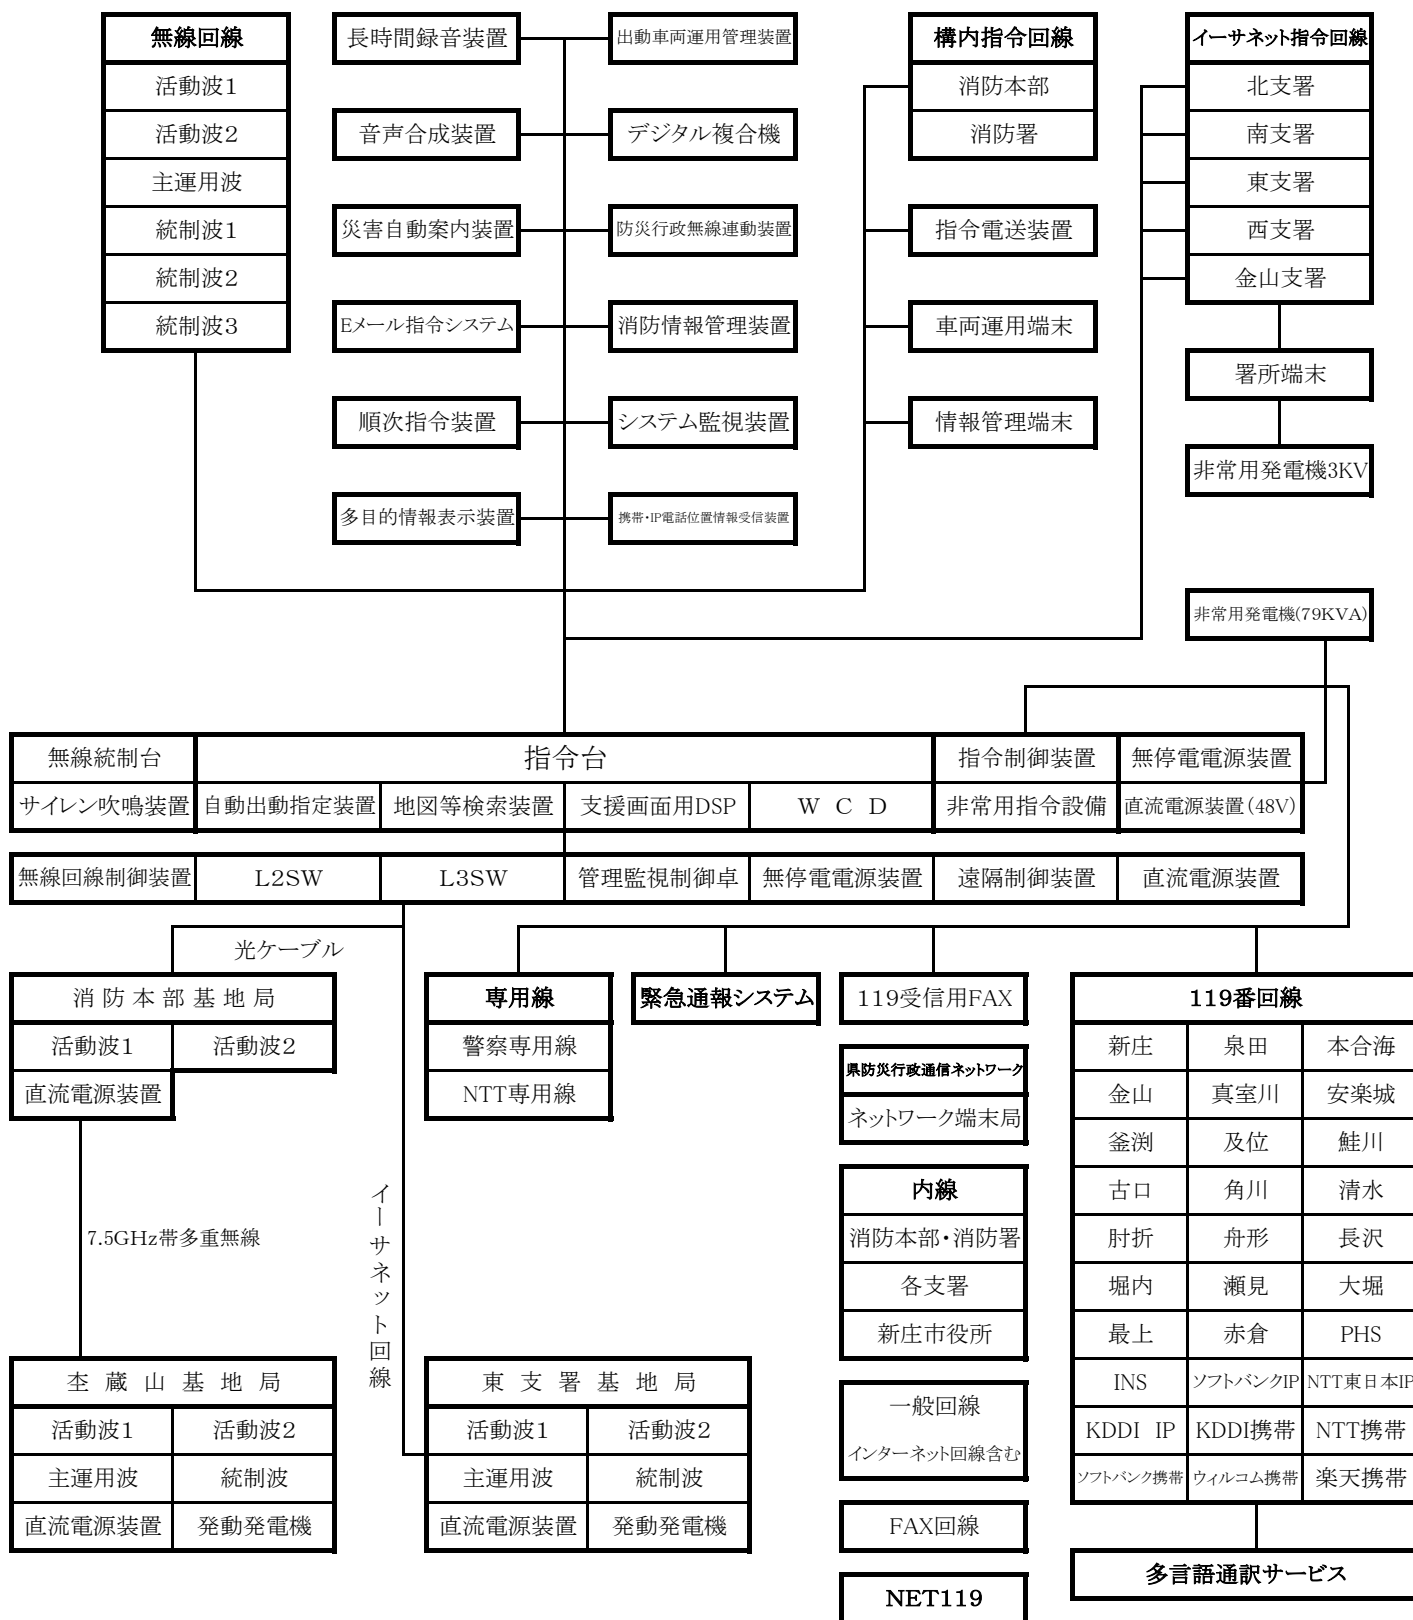 無線回線
活動波1
活動波2
主運用波
統制波1
統制波2
統制波3
長時間録音装置
出動車両運用管理装置
音声合成装置
デジタル複合機
災害自動案内装置
防災行政無線連動装置
Eメール指令システム
消防情報管理装置
順次指令装置
システム監視装置
多目的情報表示装置
携帯・IP電話位置情報受信装置
構内指令回線
消防本部
消防署
指令電送装置
車両運用端末
情報管理端末
イーサネット指令回線
北支署
南支署
東支署
西支署
金山支署
署所端末
非常用発電機3KV
非常用発電機(79KVA)
無線統制台 指令台 指令制御装置 無停電電源装置
サイレン吹鳴装置 自動出動指定装置 地図等検索装置 支援画面用DSP W C D 非常用指令設備 直流電源装置(48V)
無線回線制御装置 L2SW L3SW 管理監視制御卓 無停電電源装置 遠隔制御装置 直流電源装置
光ケーブル
消防本部基地局
活動波1 活動波2
直流電源装置
7.5GHz帯多重無線
イーサネット回線
杢蔵山基地局
活動波1 活動波2
主運用波 統制波
直流電源装置 発動発電機
東支署基地局
活動波1 活動波2
主運用波 統制波
直流電源装置 発動発電機
専用線
警察専用線
NTT専用線
緊急通報システム
119受信用FAX
県防災行政通信ネットワーク
ネットワーク端末局
内線
消防本部・消防署
各支署
新庄市役所
一般回線
インターネット回線含む
FAX回線
NET119
119番回線
新庄 泉田 本合海
金山 真室川 安楽城
釜渕 及位 鮭川
古口 角川 清水
肘折 舟形 長沢
堀内 瀬見 大堀
最上 赤倉 PHS
INS ソフトバンクIP NTT東日本IP
KDDI IP KDDI携帯 NTT携帯
ソフトバンク携帯 ウィルコム携帯 楽天携帯
多言語通訳サービス